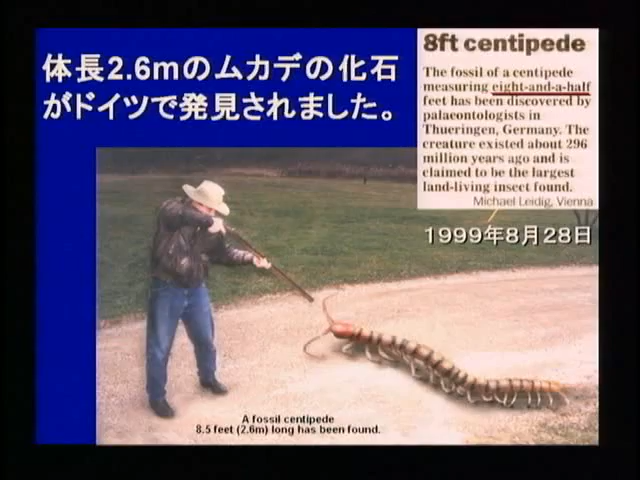 体長2.6mのムカデの化石
がドイツで発見されました。
8ft centipede
The fossil of a centipede
measuring eight-and-a-half
feet has been discovered by
palaeontologists in
Thueringen, Germany. The
creature existed about 296
million years ago and is
claimed to be the largest
land-living insect found.
Michael Leidig, Vienna
1999年8月28日
A fossil centipede
8.5 feet (2.6m) long has been found.